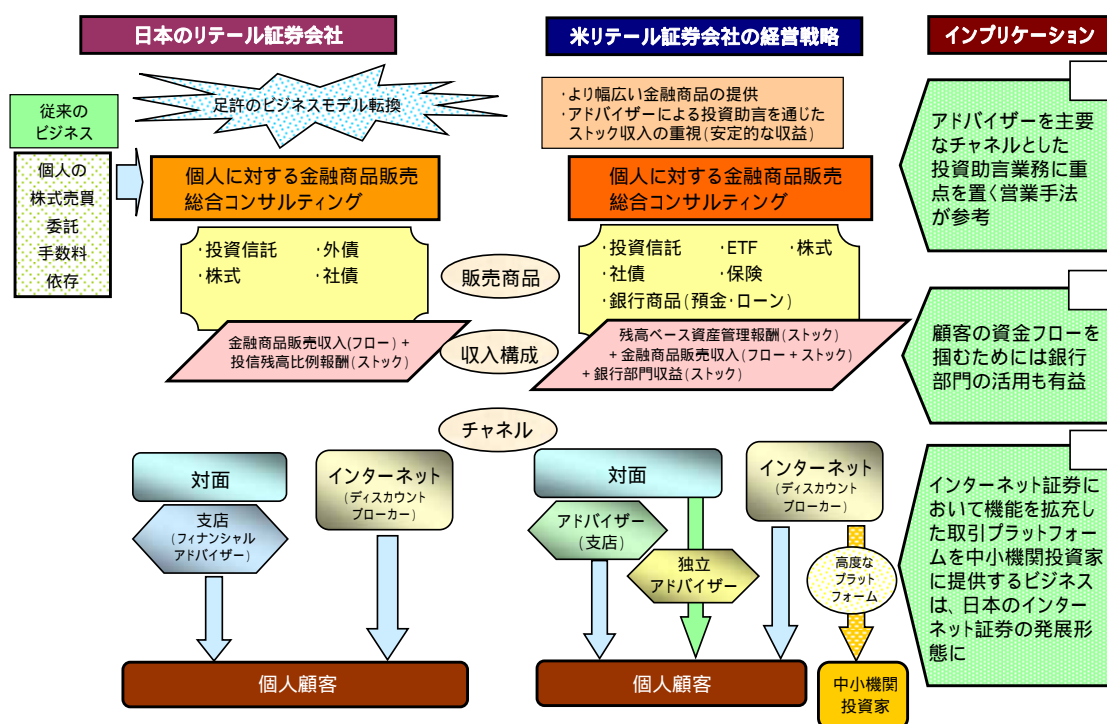 日本のリテール証券会社
米リテール証券会社の経営戦略
インプリケーション
従来の
ビジネス
個人の
株式売買
委託
手数料
依存
足許のビジネスモデル転換
個人に対する金融商品販売
総合コンサルティング
・投資信託 ・外債
・株式 ・社債
金融商品販売収入(フロー)+
投信残高比例報酬(ストック)
販売商品
収入構成
チャネル
・より幅広い金融商品の提供
・アドバイザーによる投資助言を通じた
ストック収入の重視(安定的な収益)
個人に対する金融商品販売
総合コンサルティング
・投資信託 ・ETF ・株式
・社債 ・保険
・銀行商品(預金・ローン)
残高ベース資産管理報酬(ストック)
+金融商品販売収入(フロー+ストック)
+銀行部門収益(ストック)
対面
支店
(フィナンシャル
アドバイザー)
インターネット
(ディスカウント
ブローカー)
個人顧客
対面
アドバイザー
(支店)
独立
アドバイザー
インターネット
(ディスカウント
ブローカー)
高度な
プラット
フォーム
個人顧客
中小機関
投資家
アドバイザーを主要
なチャネルとした
投資助言業務に重
点を置く営業手法
が参考
顧客の資金フローを
掴むためには銀行
部門の活用も有益
インターネット証券に
おいて機能を拡充し
た取引プラットフォー
ムを中小機関投資家
に提供するビジネス
は、日本のインター
ネット証券の発展形
態に